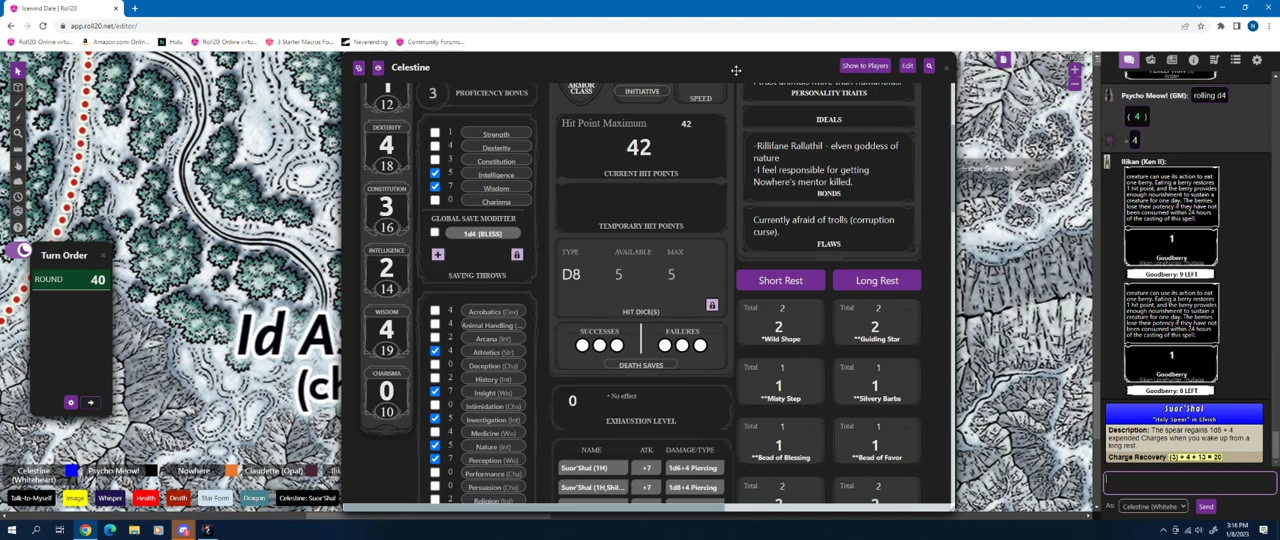 Icewind Dale | Roll20
app.roll20.net/editor/
Roll20: Online virtu...
Amazon.com: Onlin...
Hulu
Roll20: Online virtu...
3 Starter Macros Fo...
Neverending
Community Forums...
Celestine
Show to Players
Edit
12
3
PROFICIENCY BONUS
DEXTERITY
4
18
CONSTITUTION
3
16
INTELLIGENCE
2
14
WISDOM
4
19
CHARISMA
0
10
1 Strength
4 Dexterity
3 Constitution
5 Intelligence
7 Wisdom
0 Charisma
GLOBAL SAVE MODIFIER
1d4 (BLESS)
SAVING THROWS
4 Acrobatics (Dex)
4 Animal Handling (...
2 Arcana (Int)
4 Athletics (Str)
0 Deception (Cha)
2 History (Int)
7 Insight (Wis)
0 Intimidation (Cha)
5 Investigation (Int)
4 Medicine (Wis)
5 Nature (Int)
7 Perception (Wis)
0 Performance (Cha)
0 Persuasion (Cha)
2 Religion (Int)
ARMOR
CLASS
INITIATIVE
SPEED
Hit Point Maximum 42
42
CURRENT HIT POINTS
TEMPORARY HIT POINTS
TYPE AVAILABLE MAX
D8 5 5
HIT DICE(S)
SUCCESSES FAILURES
DEATH SAVES
0 • No effect
EXHAUSTION LEVEL
NAME ATK DAMAGE/TYPE
Suor'Shal (1H) +7 1d6+4 Piercing
Suor'Shal (1H,Shil... +7 1d8+4 Piercing
PERSONALITY TRAITS
IDEALS
-Rillifane Rallathil - elven goddess of
nature
-I feel responsible for getting
Nowhere's mentor killed.
BONDS
Currently afraid of trolls (corruption
curse).
FLAWS
Short Rest
Long Rest
Total 2
2
*Wild Shape
Total 2
2
**Guiding Star
Total 1
1
**Misty Step
Total 1
1
**Silvery Barbs
Total 1
1
**Bead of Blessing
Total 1
1
**Bead of Favor
Total 2
Total 2
Turn Order
ROUND 40
Id A
(ch
Celestine
(Whiteheart)
Psycho Meow!
Nowhere
Claudette (Opal)
Talk-to-Myself
Image
Whisper
Health
Death
Star Form
Dragon
Celestine: Suor'Shal
Psycho Meow! (GM): rolling d4
( 4 )
= 4
Ilikan (Ken II):
creature can use its action to eat
one berry. Eating a berry restores
1 hit point, and the berry provides
enough nourishment to sustain a
creature for one day. The berries
lose their potency if they have not
been consumed within 24 hours
of the casting of this spell.
1
Goodberry
Goodberry: 9 LEFT
creature can use its action to eat
one berry. Eating a berry restores
1 hit point, and the berry provides
enough nourishment to sustain a
creature for one day. The berries
lose their potency if they have not
been consumed within 24 hours
of the casting of this spell.
1
Goodberry
Goodberry: 8 LEFT
Suor'Shal
"Holy Spear" in Elvish
Description: The spear regains 1d8 + 4
expended Charges when you wake up from a
long rest.
Charge Recovery: (3) + 4 + 13 = 20
As: Celestine (Whitehe
Send
3:16 PM
1/8/2023